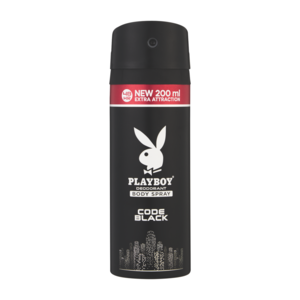 NEW 200 ml
EXTRA ATTRACTION
PLAYBOY
DEODORANT
BODY SPRAY
CODE
BLACK